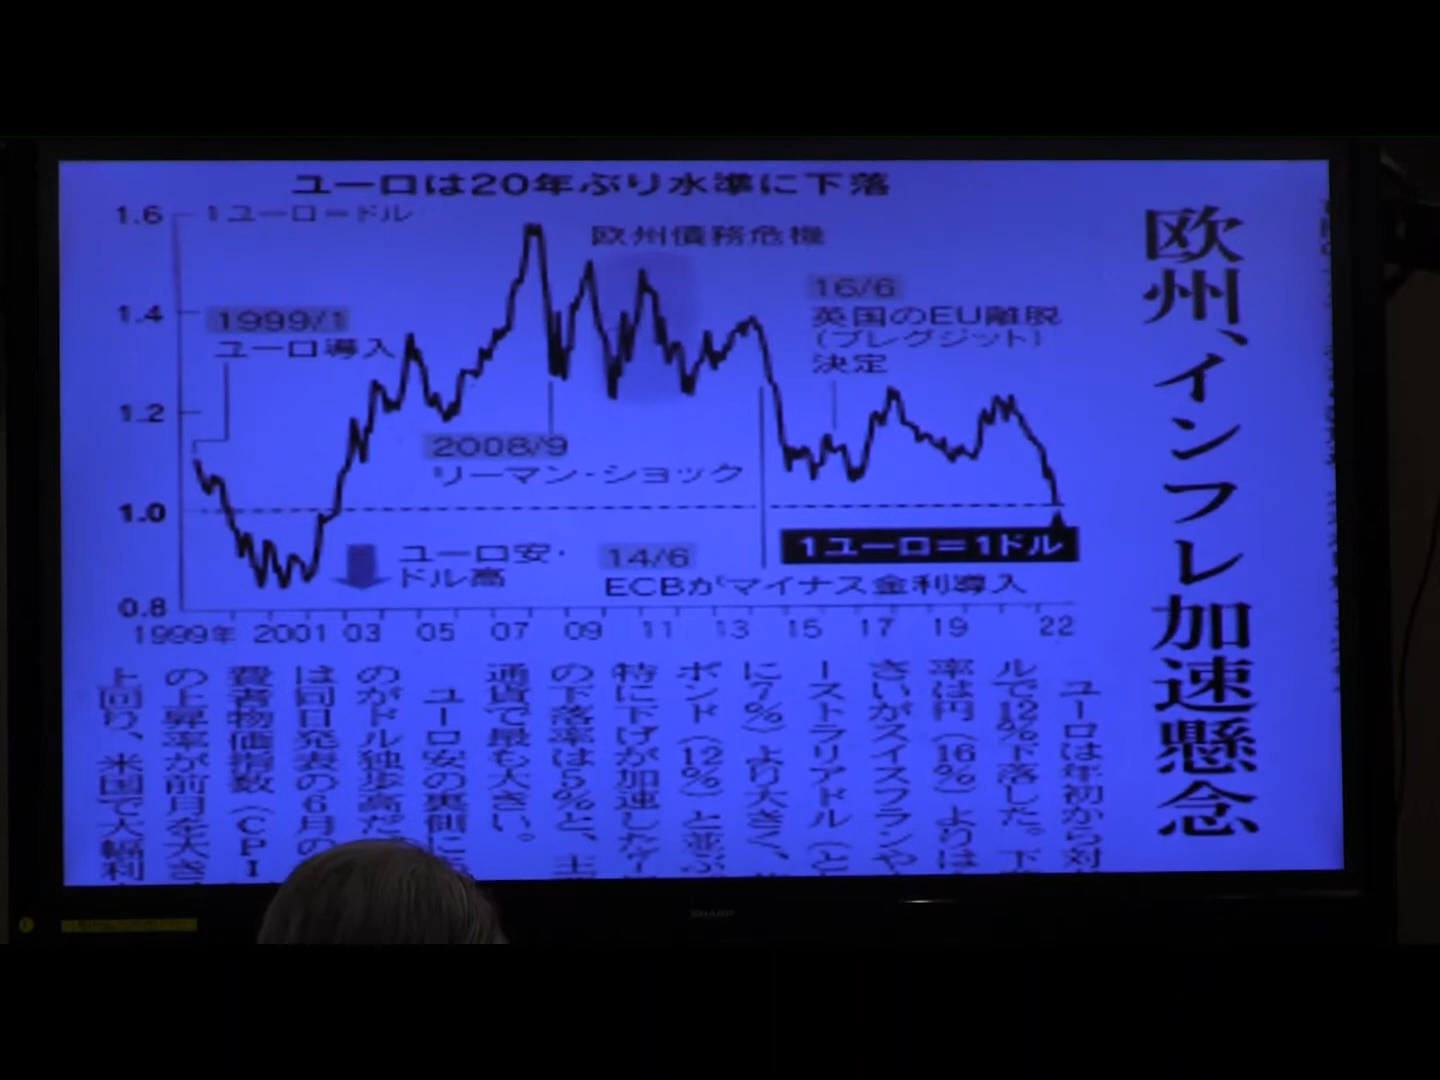 ユーロは20年ぶり水準に下落
1.6
1ユーロ=ドル
欧州債務危機
1.4
1999/1
ユーロ導入
16/6
英国のEU離脱
(ブレグジット)
決定
1.2
2008/9
リーマン・ショック
1.0
ユーロ安・
ドル高
14/6
ECBがマイナス金利導入
1ユーロ=1ドル
0.8
1999年 2001 03 05 07 09 11 13 15 17 19 22
欧州、インフレ加速懸念
ユーロは年初から対
ルで12%下落した。下
率は円(16%)よりは
さいがスイスフランや
ーストラリアドル(と
に7%)より大きく、
ポンド(12%)と並ぶ
特に下げが加速した7
の下落率は5%と、主
通貨で最も大きい。
ユーロ安の裏側に
のがドル独歩高だ。
は同日発表の6月の
費者物価指数(CPI
の上昇率が前月を大き
上回り、米国で大幅利
SHARP